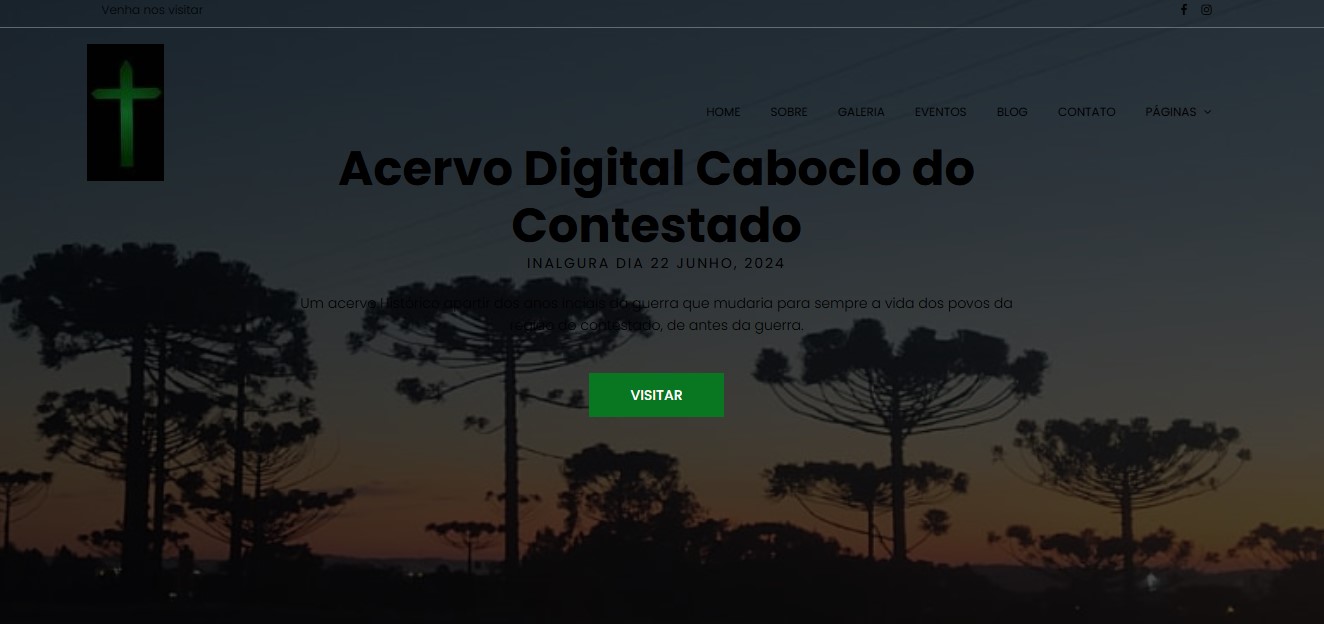 Venha nos visitar
HOME SOBRE GALERIA EVENTOS BLOG CONTATO PÁGINAS
Acervo Digital Caboclo do
Contestado
INALGURA DIA 22 JUNHO, 2024
Um acervo Histórico apartir dos anos iniciais da guerra que mudaria para sempre a vida dos povos da
região do contestado, de antes da guerra.
VISITAR